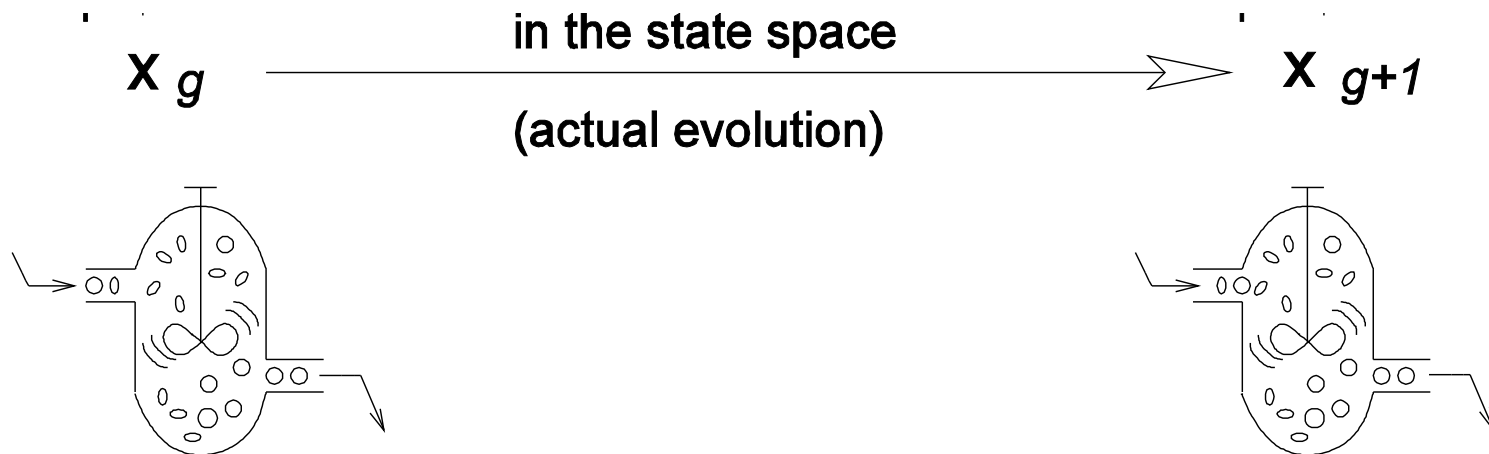 in the state space
X g
X g+1
(actual evolution)